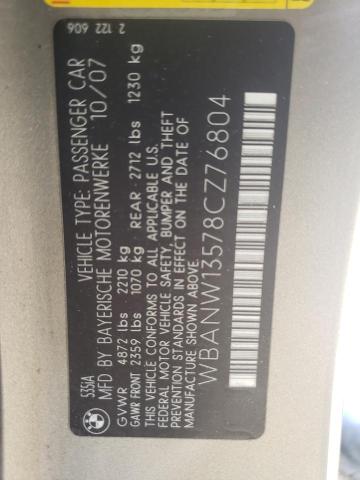 535IA
2 122 606
VEHICLE TYPE: PASSENGER CAR
MFD BY BAYERISCHE MOTORENWERKE 10/07
GVWR 4872 lbs 2210 kg
GAWR FRONT 2359 lbs 1070 kg REAR 2712 lbs 1230 kg
THIS VEHICLE CONFORMS TO ALL APPLICABLE U.S.
FEDERAL MOTOR VEHICLE SAFETY, BUMPER AND THEFT
PREVENTION STANDARDS IN EFFECT ON THE DATE OF
MANUFACTURE SHOWN ABOVE.
WBANW13578CZ76804